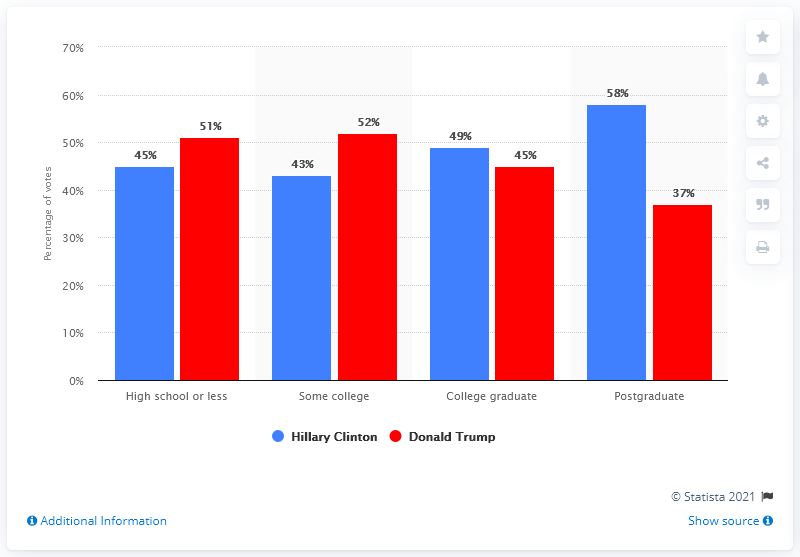 70%
60%
50%
40%
30%
20%
10%
0%
Percentage of votes
45%
51%
43%
52%
49%
45%
58%
37%
High school or less
Some college
College graduate
Postgraduate
Hillary Clinton
Donald Trump
© Statista 2021
Additional Information
Show source